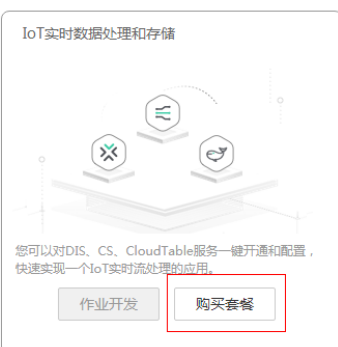 IoT实时数据处理和存储
您可以对DIS、CS、CloudTable服务一键开通和配置，
快速实现一个IoT实时流处理的应用。
作业开发
购买套餐